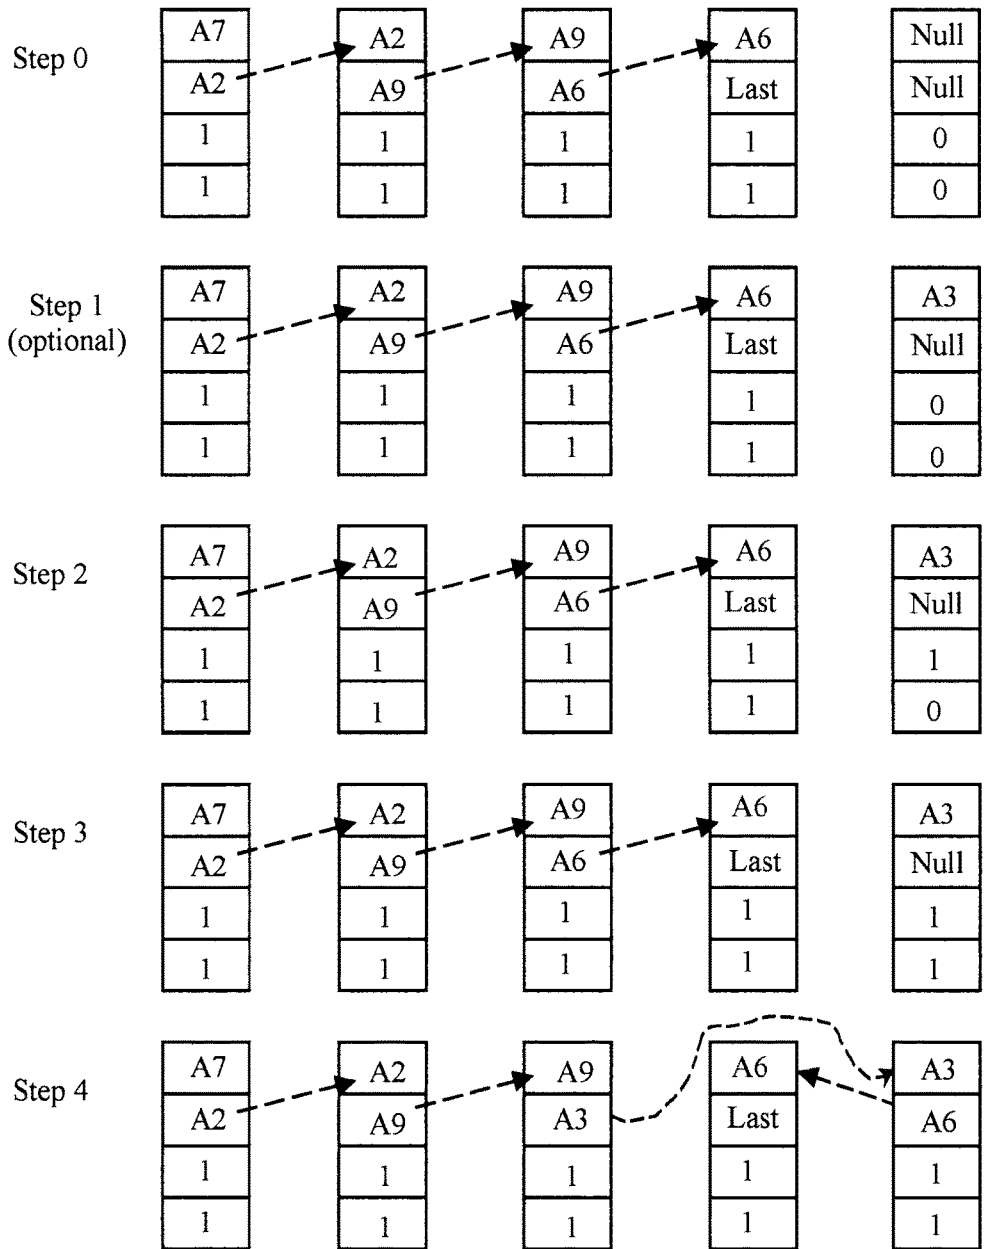 Step 0
A7 A2 A9 A6 Null
A2 A9 A6 Last Null
1 1 1 1 0
1 1 1 1 0
Step 1
(optional)
A7 A2 A9 A6 A3
A2 A9 A6 Last Null
1 1 1 1 0
1 1 1 1 0
Step 2
A7 A2 A9 A6 A3
A2 A9 A6 Last Null
1 1 1 1 1
1 1 1 1 0
Step 3
A7 A2 A9 A6 A3
A2 A9 A6 Last Null
1 1 1 1 1
1 1 1 1 1
Step 4
A7 A2 A9 A6 A3
A2 A9 A3 Last A6
1 1 1 1 1
1 1 1 1 1